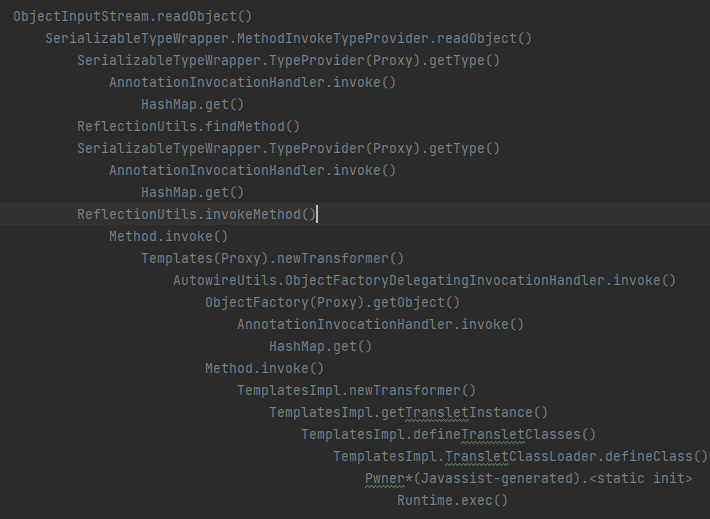 ObjectInputStream.readObject()
SerializableTypeWrapper.MethodInvokeTypeProvider.readObject()
SerializableTypeWrapper.TypeProvider(Proxy).getType()
AnnotationInvocationHandler.invoke()
HashMap.get()
ReflectionUtils.findMethod()
SerializableTypeWrapper.TypeProvider(Proxy).getType()
AnnotationInvocationHandler.invoke()
HashMap.get()
ReflectionUtils.invokeMethod()
Method.invoke()
Templates(Proxy).newTransformer()
AutowireUtils.ObjectFactoryDelegatingInvocationHandler.invoke()
ObjectFactory(Proxy).getObject()
AnnotationInvocationHandler.invoke()
HashMap.get()
Method.invoke()
TemplatesImpl.newTransformer()
TemplatesImpl.getTransletInstance()
TemplatesImpl.defineTransletClasses()
TemplatesImpl.TransletClassLoader.defineClass()
Pwner*(Javassist-generated).<static init>
Runtime.exec()